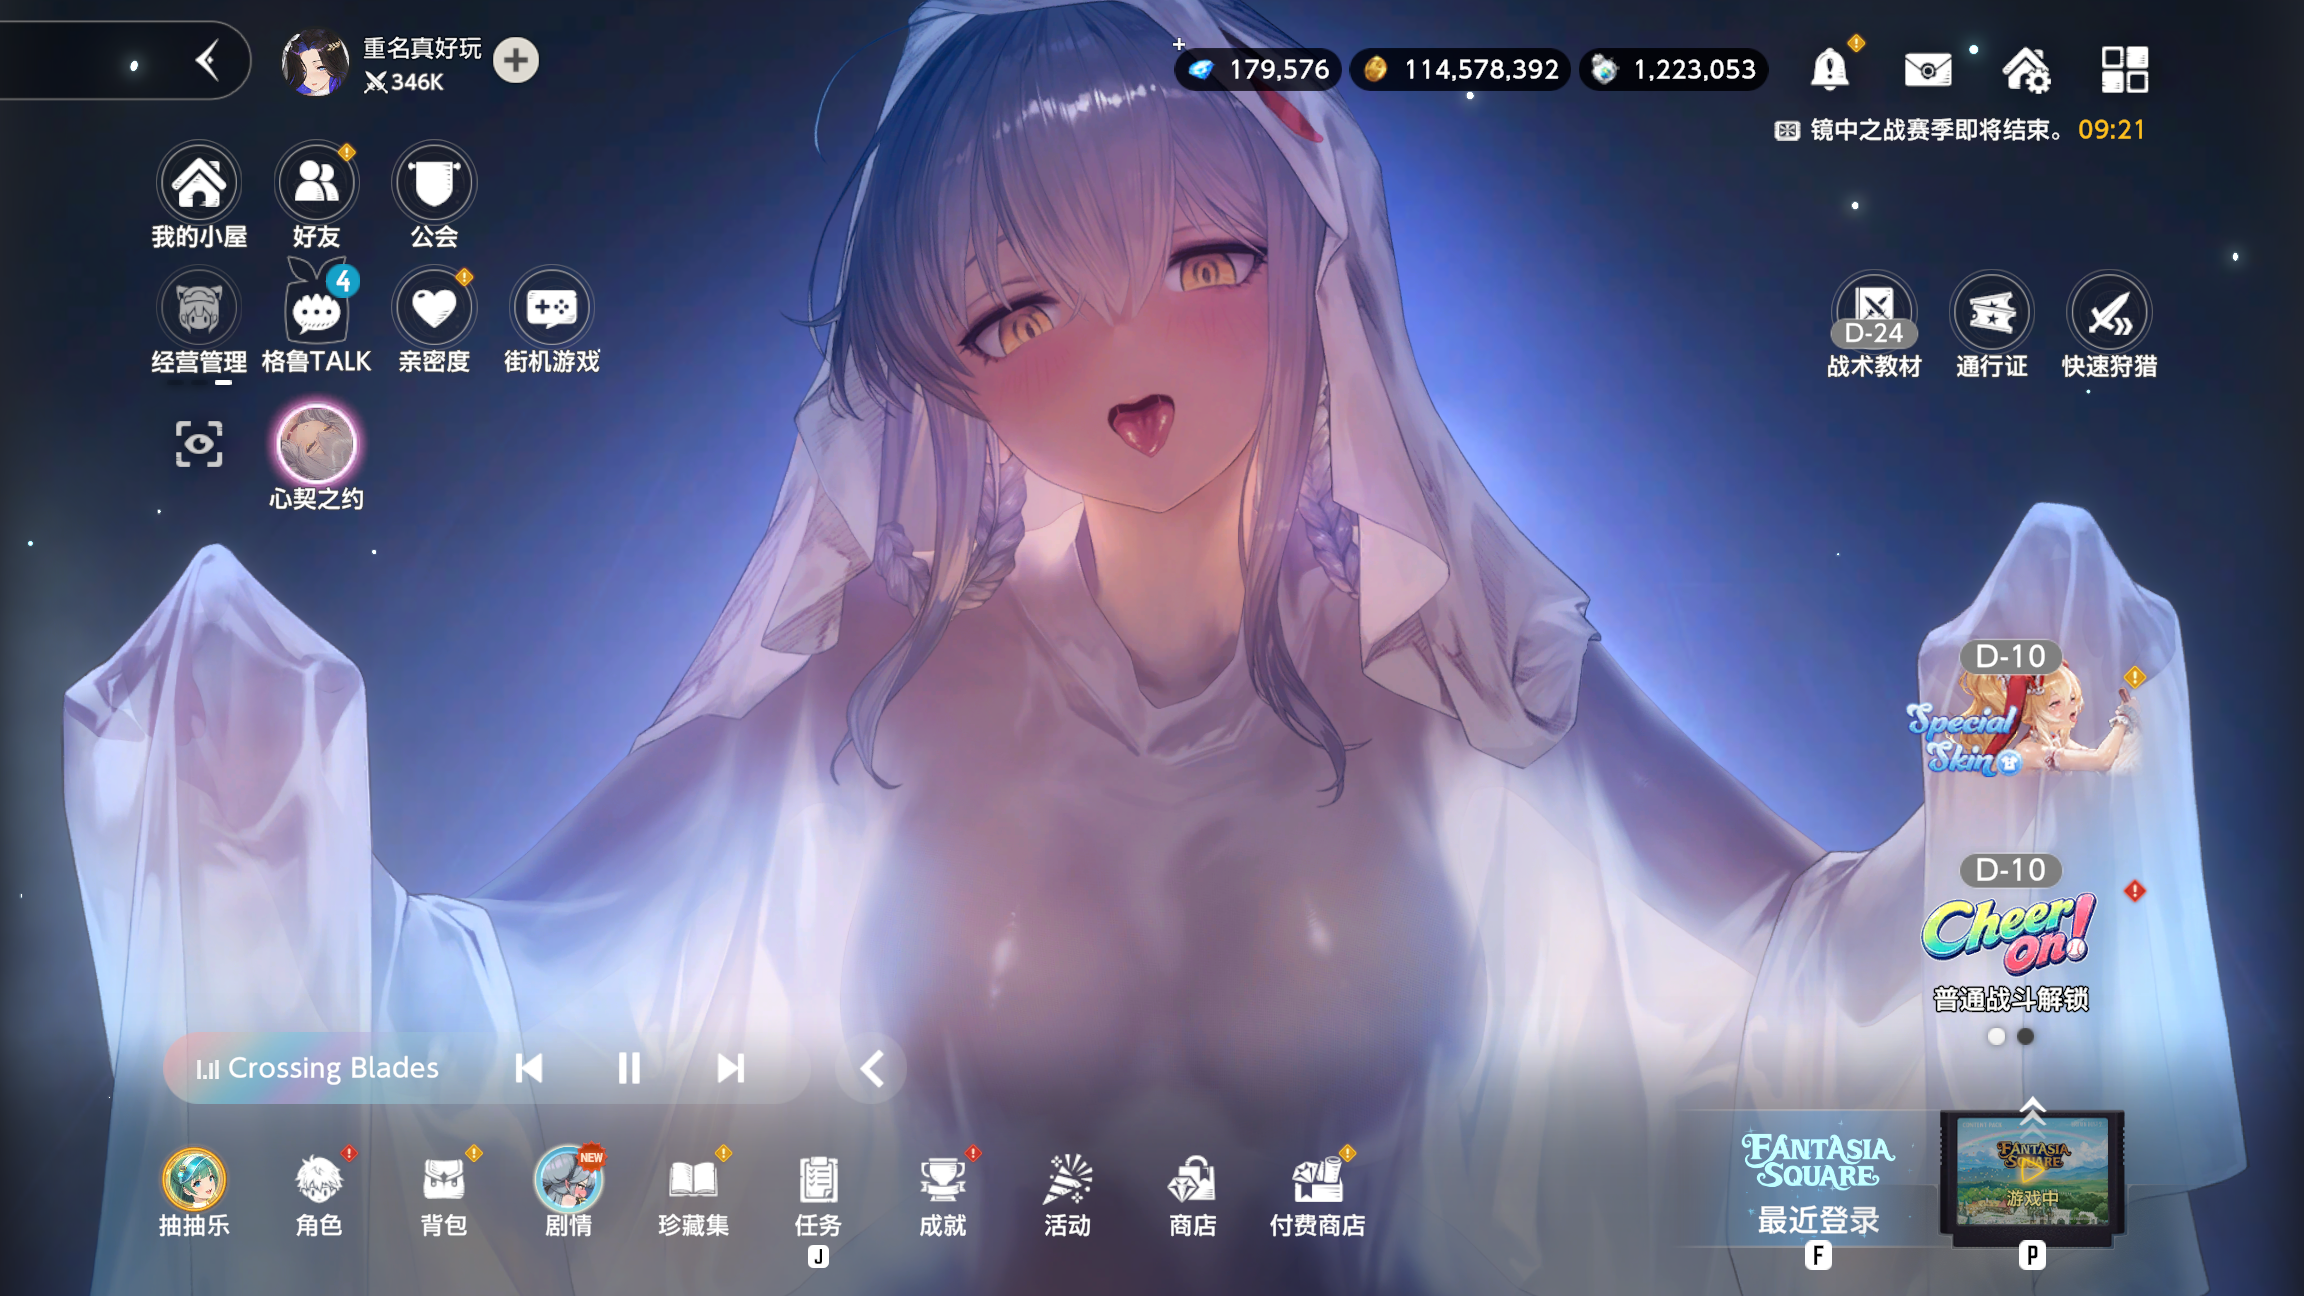 重名真好玩
346K
179,576
114,578,392
1,223,053
镜中之战赛季即将结束。 09:21
我的小屋
好友
公会
4
经营管理
格鲁TALK
亲密度
街机游戏
心契之约
D-24
战术教材
通行证
快速狩猎
D-10
Special
Skin
D-10
Cheer
on!
普通战斗解锁
Crossing Blades
抽抽乐
角色
背包
NEW
剧情
珍藏集
任务
J
成就
活动
商店
付费商店
FANTASIA
SQUARE
最近登录
F
FANTASIA
SQUARE
游戏中
P